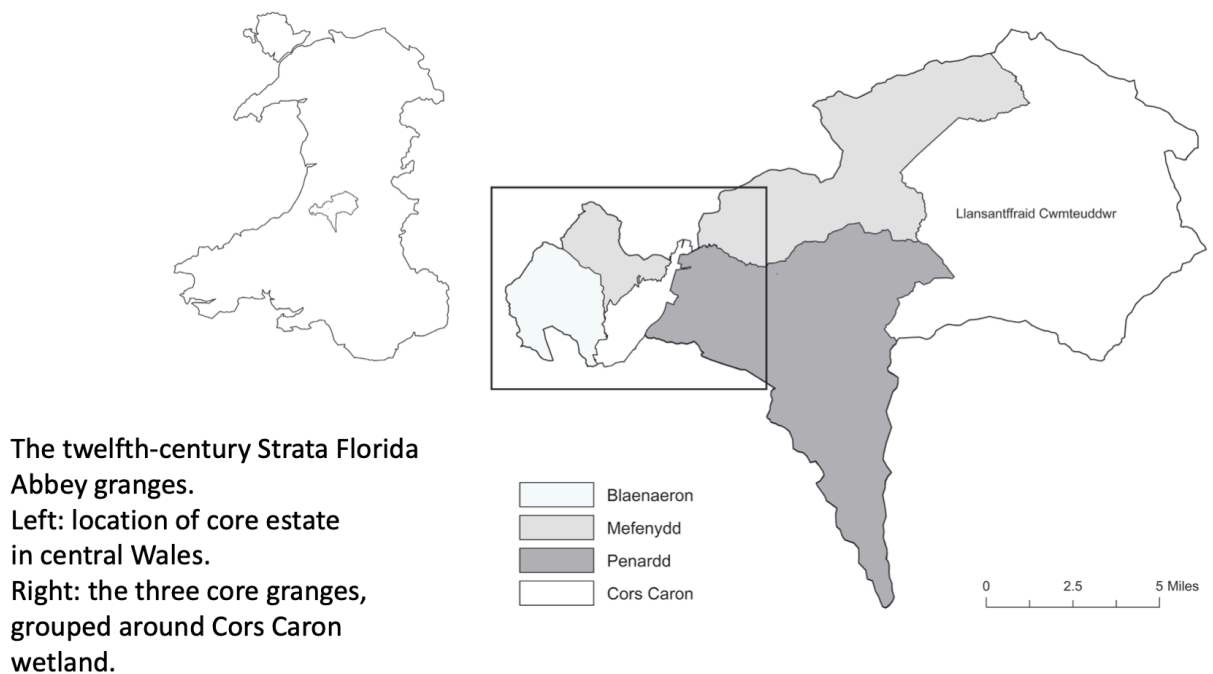 Llansantffraid Cwmteuddwr
The twelfth-century Strata Florida
Abbey granges.
Left: location of core estate
in central Wales.
Right: the three core granges,
grouped around Cors Caron
wetland.
Blaenaeron
Mefenydd
Penardd
Cors Caron
0 2.5 5 Miles